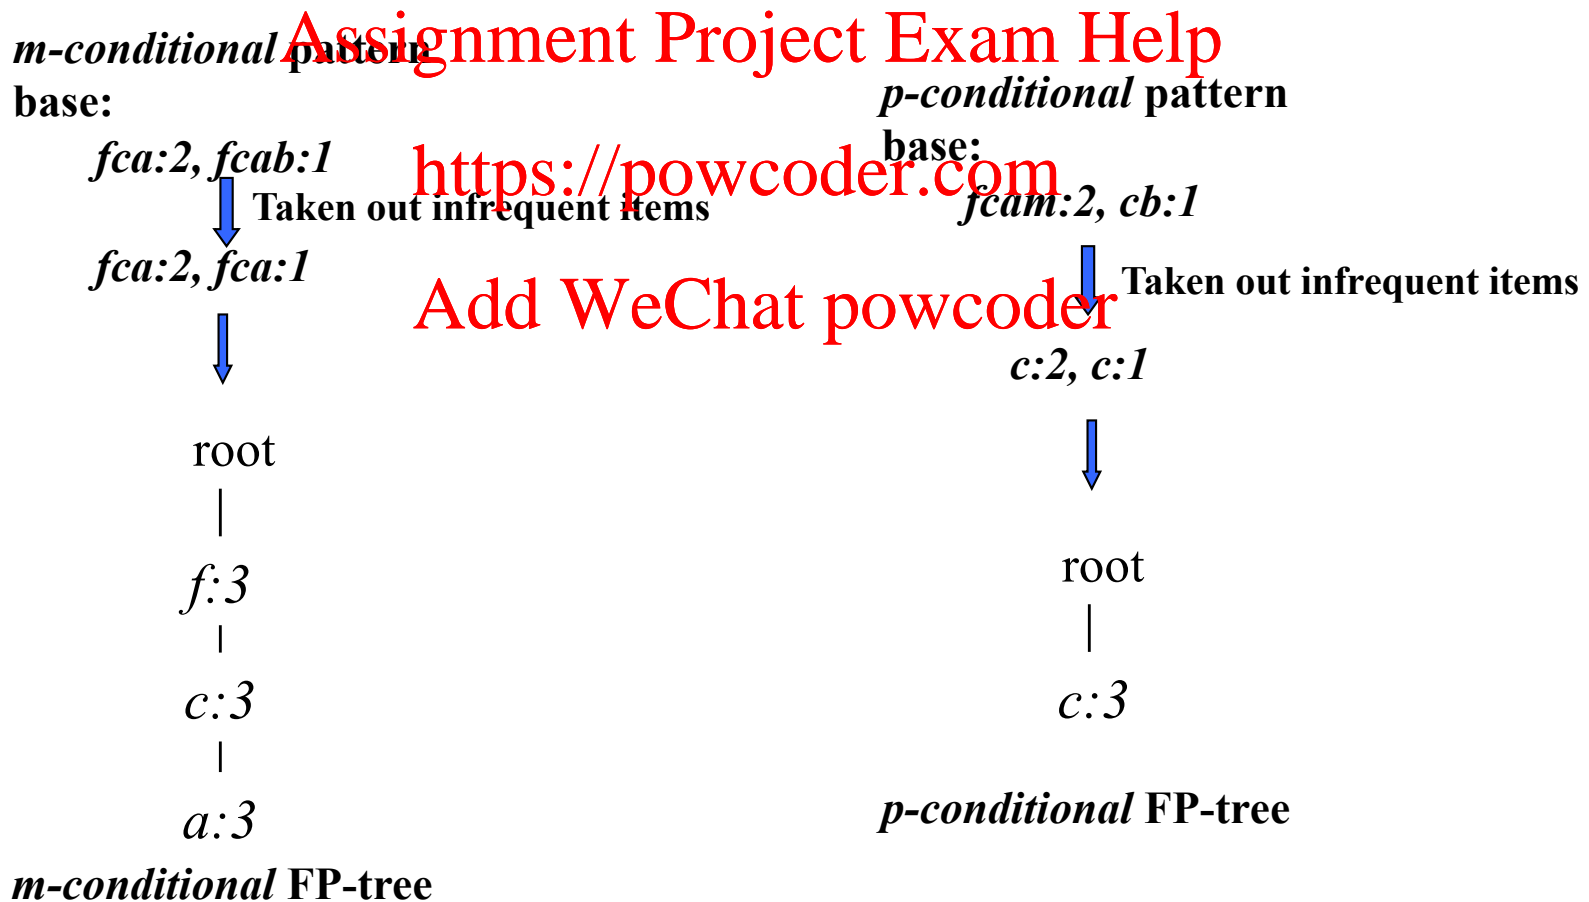 Assignment Project Exam Help
m-conditional pattern
base:
fca:2, fcab:1
Taken out infrequent items
fca:2, fca:1
root
f:3
c:3
a:3
m-conditional FP-tree
https://powcoder.com
Add WeChat powcoder
p-conditional pattern
base:
fcam:2, cb:1
Taken out infrequent items
c:2, c:1
root
c:3
p-conditional FP-tree